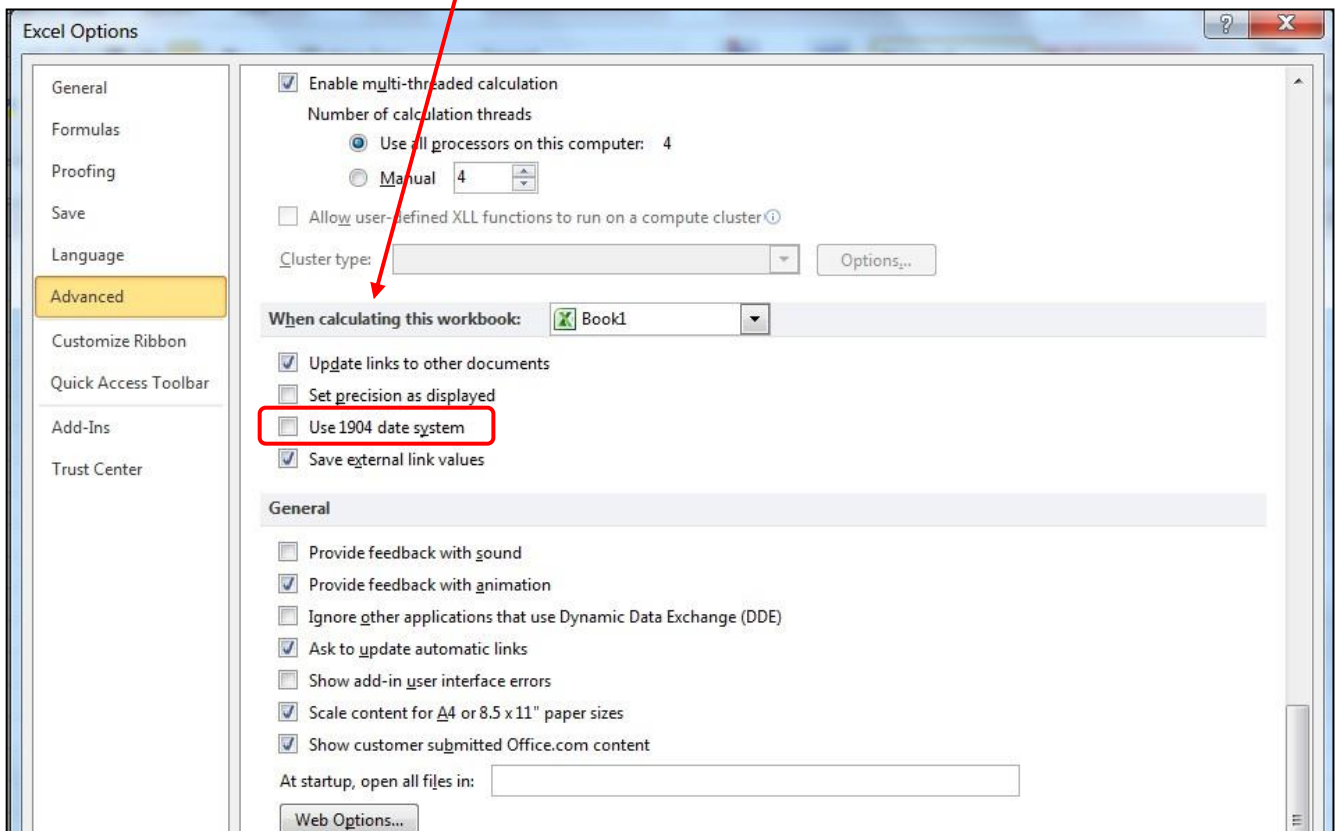 Excel Options
General
Formulas
Proofing
Save
Language
Advanced
Customize Ribbon
Quick Access Toolbar
Add-Ins
Trust Center
Enable multi-threaded calculation
Number of calculation threads
Use all processors on this computer: 4
Manual 4
Allow user-defined XLL functions to run on a compute cluster
Cluster type: Options...
When calculating this workbook: Book1
Update links to other documents
Set precision as displayed
Use 1904 date system
Save external link values
General
Provide feedback with sound
Provide feedback with animation
Ignore other applications that use Dynamic Data Exchange (DDE)
Ask to update automatic links
Show add-in user interface errors
Scale content for A4 or 8.5 x 11" paper sizes
Show customer submitted Office.com content
At startup, open all files in:
Web Options...